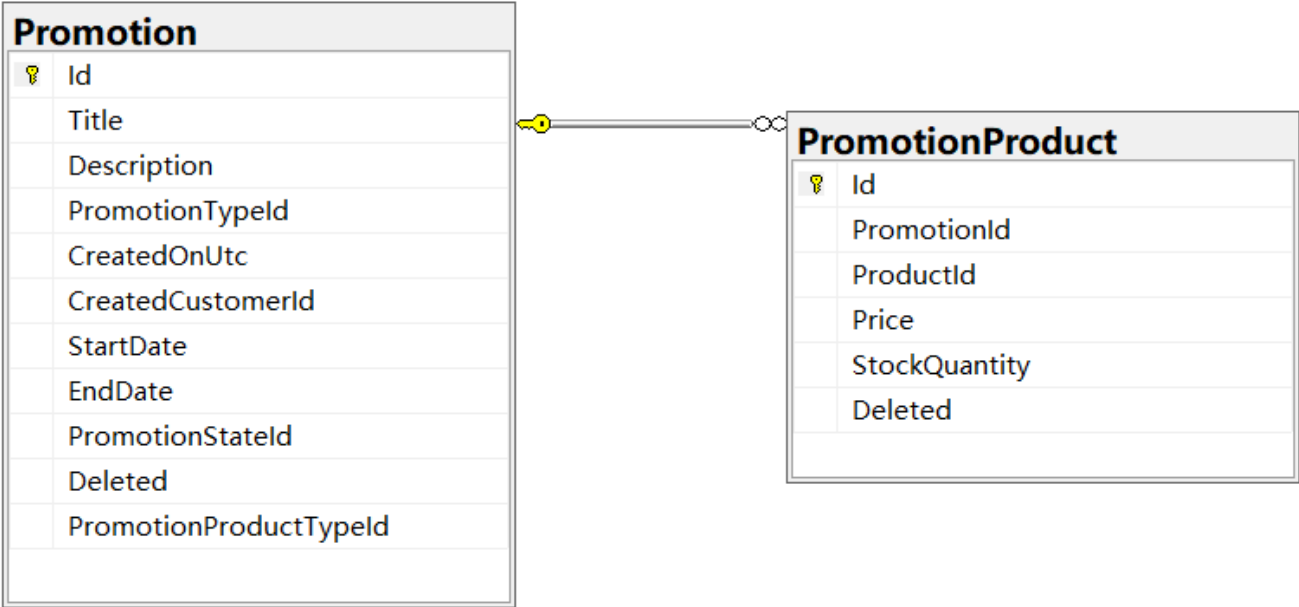 Promotion
Id
Title
Description
PromotionTypeId
CreatedOnUtc
CreatedCustomerId
StartDate
EndDate
PromotionStateId
Deleted
PromotionProductTypeId
PromotionProduct
Id
PromotionId
ProductId
Price
StockQuantity
Deleted